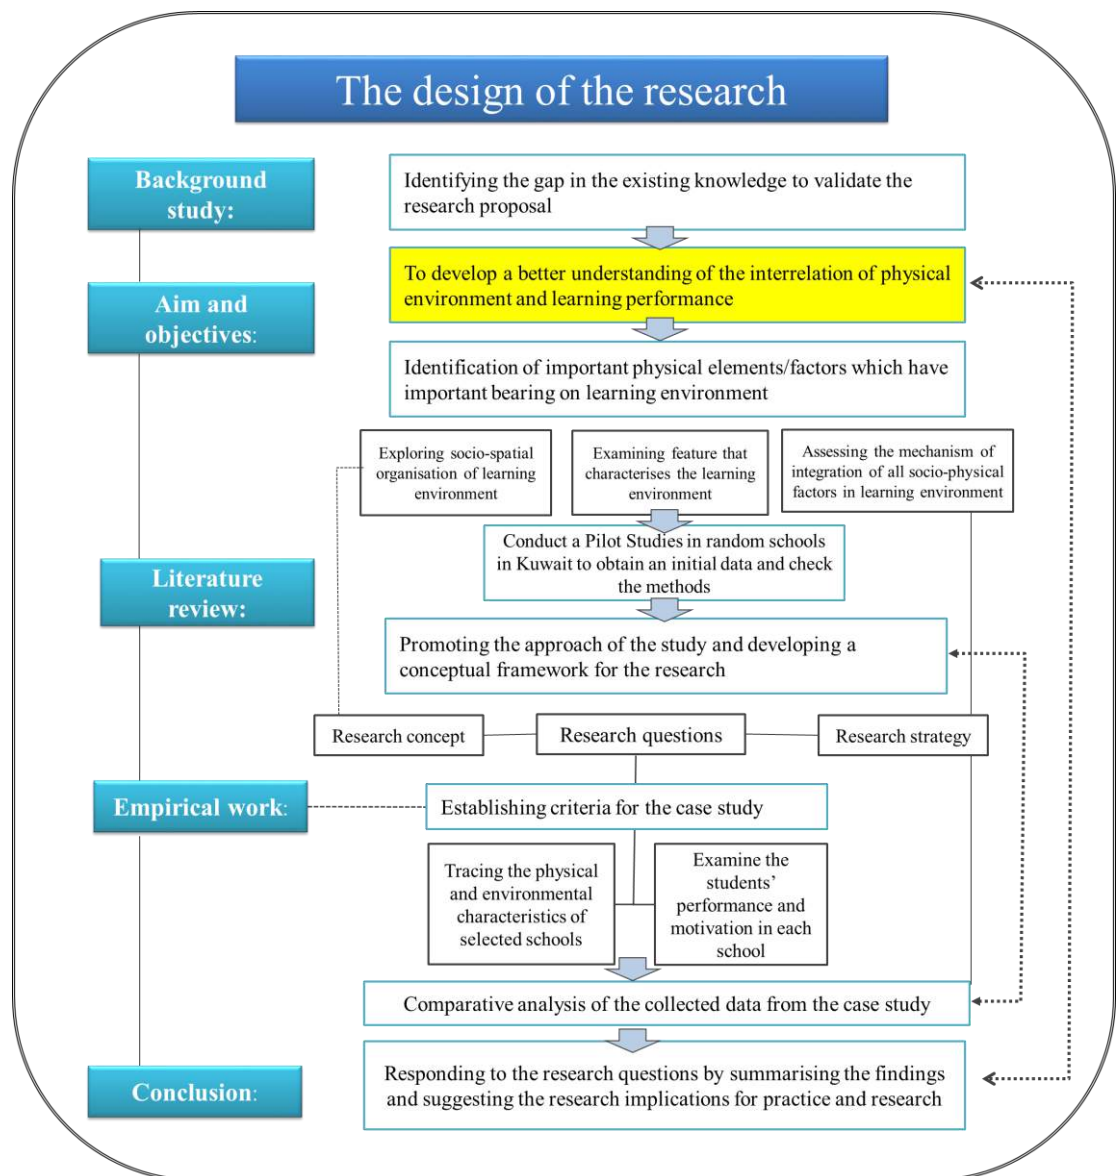 The design of the research
Background
study:
Identifying the gap in the existing knowledge to validate the
research proposal
To develop a better understanding of the interrelation of physical
environment and learning performance
Aim and
objectives:
Identification of important physical elements/factors which have
important bearing on learning environment
Exploring socio-spatial
organisation of learning
environment
Examining feature that
characterises the learning
environment
Assessing the mechanism of
integration of all socio-physical
factors in learning environment
Conduct a Pilot Studies in random schools
in Kuwait to obtain an initial data and check
the methods
Literature
review:
Promoting the approach of the study and developing a
conceptual framework for the research
Research concept
Research questions
Research strategy
Empirical work:
Establishing criteria for the case study
Tracing the physical
and environmental
characteristics of
selected schools
Examine the
students’
performance and
motivation in each
school
Comparative analysis of the collected data from the case study
Conclusion:
Responding to the research questions by summarising the findings
and suggesting the research implications for practice and research